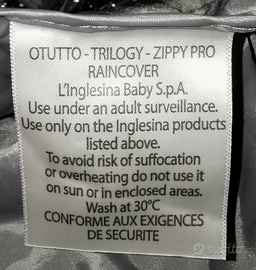 OTUTTO - TRILOGY - ZIPPY PRO
RAINCOVER
L'Inglesina Baby S.p.A.
Use under an adult surveillance.
Use only on the Inglesina products
listed above.
To avoid risk of suffocation
or overheating do not use it
on sun or in enclosed areas.
Wash at 30°C
CONFORME AUX EXIGENCES
DE SECURITE
subito